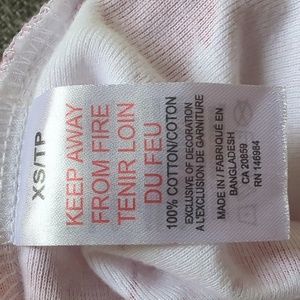 XS/TP
KEEP AWAY
FROM FIRE
TENIR LOIN
DU FEU
100% COTTON/COTON
EXCLUSIVE OF DECORATION
A L'EXCLUSION DE GARNITURE
MADE IN / FABRIQUÉ EN
BANGLADESH
CA 20859
RN 146984